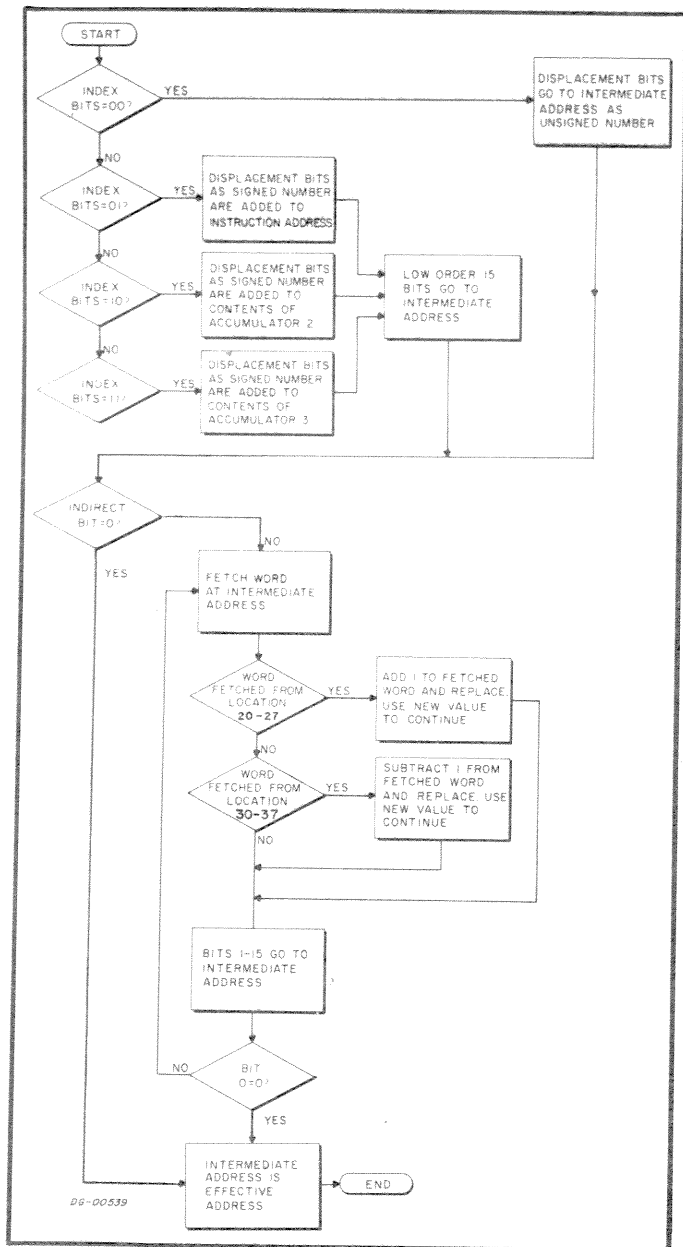 START
INDEX
BITS=00?
YES
DISPLACEMENT BITS
GO TO INTERMEDIATE
ADDRESS AS
UNSIGNED NUMBER
NO
INDEX
BITS=01?
YES
DISPLACEMENT BITS
AS SIGNED NUMBER
ARE ADDED TO
INSTRUCTION ADDRESS
NO
INDEX
BITS=10?
YES
DISPLACEMENT BITS
AS SIGNED NUMBER
ARE ADDED TO
CONTENTS OF
ACCUMULATOR 2
LOW ORDER 15
BITS GO TO
INTERMEDIATE
ADDRESS
NO
INDEX
BITS=11?
YES
DISPLACEMENT BITS
AS SIGNED NUMBER
ARE ADDED TO
CONTENTS OF
ACCUMULATOR 3
INDIRECT
BIT=0?
NO
YES
FETCH WORD
AT INTERMEDIATE
ADDRESS
WORD
FETCHED FROM
LOCATION
20-27
YES
ADD 1 TO FETCHED
WORD AND REPLACE.
USE NEW VALUE
TO CONTINUE
NO
WORD
FETCHED FROM
LOCATION
30-37
YES
SUBTRACT 1 FROM
FETCHED WORD
AND REPLACE. USE
NEW VALUE TO
CONTINUE
NO
BITS 1-15 GO TO
INTERMEDIATE
ADDRESS
NO
BIT
0=0?
YES
INTERMEDIATE
ADDRESS IS
EFFECTIVE
ADDRESS
END
DG-00539